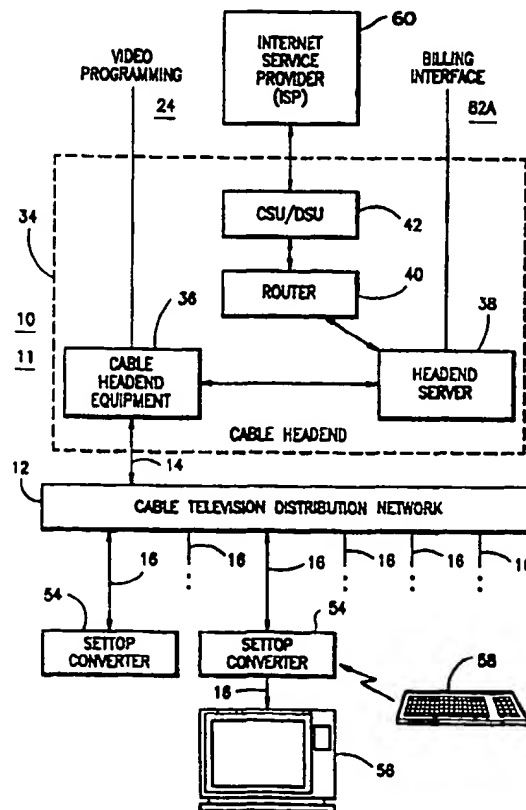 60
VIDEO
PROGRAMMING
24
INTERNET
SERVICE
PROVIDER
(ISP)
BILLING
INTERFACE
82A
34
CSU/DSU
42
10
11
36
ROUTER
40
38
CABLE
HEADEND
EQUIPMENT
HEADEND
SERVER
CABLE HEADEND
14
12
CABLE TELEVISION DISTRIBUTION NETWORK
16
16
16
16
16
16
54
SETTOP
CONVERTER
54
SETTOP
CONVERTER
58
16
56